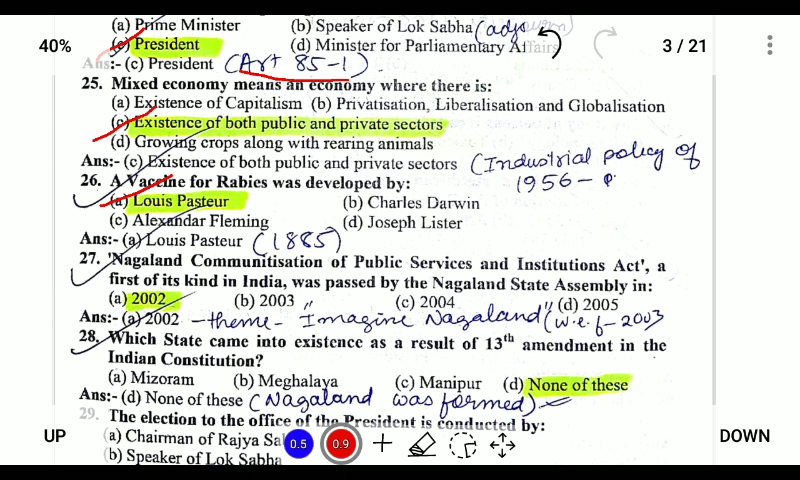 (a) Prime Minister (b) Speaker of Lok Sabha (adjourn)
40% (c) President (d) Minister for Parliamentary Affairs 3 / 21
Ans:- (c) President (Art 85-1).
25. Mixed economy means an economy where there is:
(a) Existence of Capitalism (b) Privatisation, Liberalisation and Globalisation
(c) Existence of both public and private sectors
(d) Growing crops along with rearing animals
Ans:- (c) Existence of both public and private sectors (Industrial policy of
26. A Vaccine for Rabies was developed by: 1956-
(a) Louis Pasteur (b) Charles Darwin
(c) Alexandar Fleming (d) Joseph Lister
Ans:- (a) Louis Pasteur (1885)
27. 'Nagaland Communitisation of Public Services and Institutions Act', a
first of its kind in India, was passed by the Nagaland State Assembly in:
(a) 2002 (b) 2003 (c) 2004 (d) 2005
Ans:- (a) 2002 - theme - "Imagine Nagaland" (w.e.f - 2003
28. Which State came into existence as a result of 13th amendment in the
Indian Constitution?
(a) Mizoram (b) Meghalaya (c) Manipur (d) None of these
Ans:- (d) None of these (Nagaland was formed)
29. The election to the office of the President is conducted by:
UP (a) Chairman of Rajya Sa 0.5 0.9 DOWN
(b) Speaker of Lok Sabha